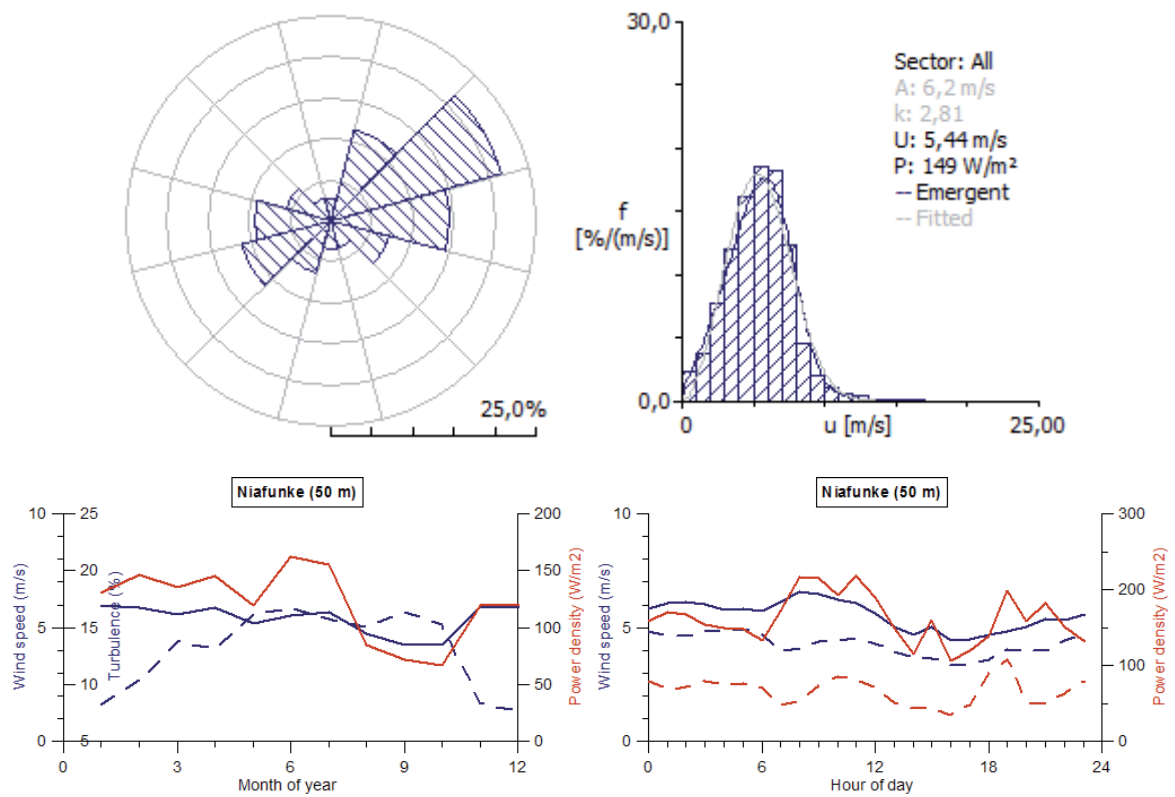 25,0%
30,0
f
[%/(m/s)]
0,0
0
u [m/s]
25,00
Sector: All
A: 6,2 m/s
k: 2,81
U: 5,44 m/s
P: 149 W/m²
-- Emergent
-- Fitted
Niafunke (50 m)
Wind speed (m/s)
10
5
0
Turbulence (%)
25
20
15
10
5
Power density (W/m2)
200
150
100
50
0
0
3
6
9
12
Month of year
Niafunke (50 m)
Wind speed (m/s)
10
5
0
Power density (W/m2)
300
200
100
0
0
6
12
18
24
Hour of day